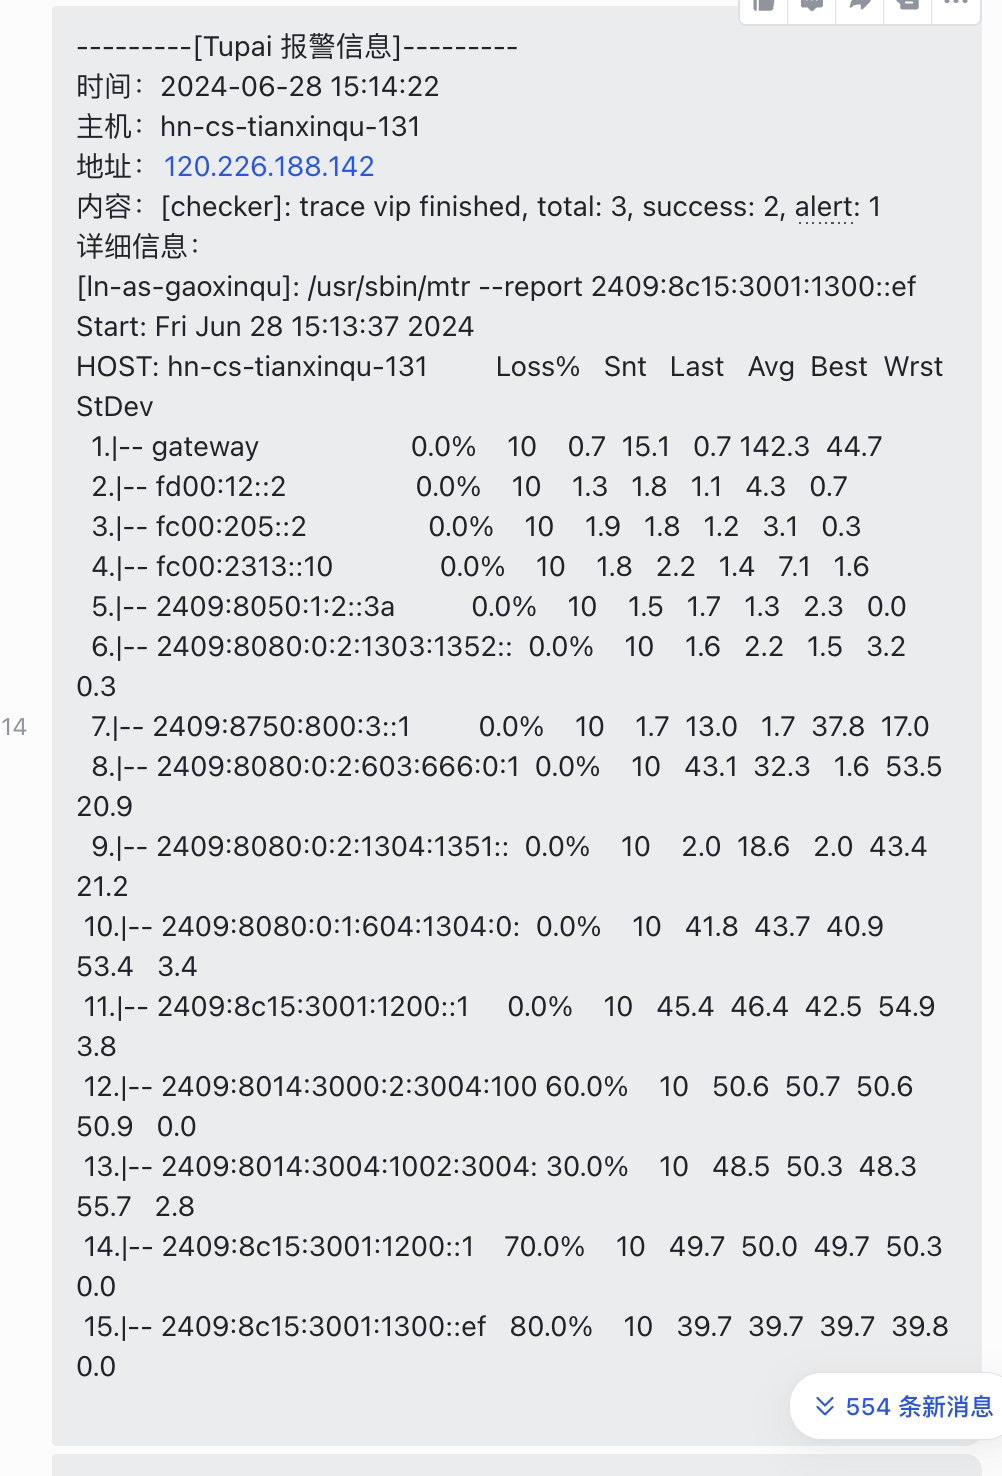 ---------[Tupai 报警信息]---------
时间：2024-06-28 15:14:22
主机：hn-cs-tianxinqu-131
地址： 120.226.188.142
内容：[checker]: trace vip finished, total: 3, success: 2, alert: 1
详细信息：
[ln-as-gaoxinqu]: /usr/sbin/mtr --report 2409:8c15:3001:1300::ef
Start: Fri Jun 28 15:13:37 2024
HOST: hn-cs-tianxinqu-131 Loss% Snt Last Avg Best Wrst
StDev
1.|-- gateway 0.0% 10 0.7 15.1 0.7 142.3 44.7
2.|-- fd00:12::2 0.0% 10 1.3 1.8 1.1 4.3 0.7
3.|-- fc00:205::2 0.0% 10 1.9 1.8 1.2 3.1 0.3
4.|-- fc00:2313::10 0.0% 10 1.8 2.2 1.4 7.1 1.6
5.|-- 2409:8050:1:2::3a 0.0% 10 1.5 1.7 1.3 2.3 0.0
6.|-- 2409:8080:0:2:1303:1352:: 0.0% 10 1.6 2.2 1.5 3.2
0.3
14
7.|-- 2409:8750:800:3::1 0.0% 10 1.7 13.0 1.7 37.8 17.0
8.|-- 2409:8080:0:2:603:666:0:1 0.0% 10 43.1 32.3 1.6 53.5
20.9
9.|-- 2409:8080:0:2:1304:1351:: 0.0% 10 2.0 18.6 2.0 43.4
21.2
10.|-- 2409:8080:0:1:604:1304:0: 0.0% 10 41.8 43.7 40.9
53.4 3.4
11.|-- 2409:8c15:3001:1200::1 0.0% 10 45.4 46.4 42.5 54.9
3.8
12.|-- 2409:8014:3000:2:3004:100 60.0% 10 50.6 50.7 50.6
50.9 0.0
13.|-- 2409:8014:3004:1002:3004: 30.0% 10 48.5 50.3 48.3
55.7 2.8
14.|-- 2409:8c15:3001:1200::1 70.0% 10 49.7 50.0 49.7 50.3
0.0
15.|-- 2409:8c15:3001:1300::ef 80.0% 10 39.7 39.7 39.7 39.8
0.0
554 条新消息